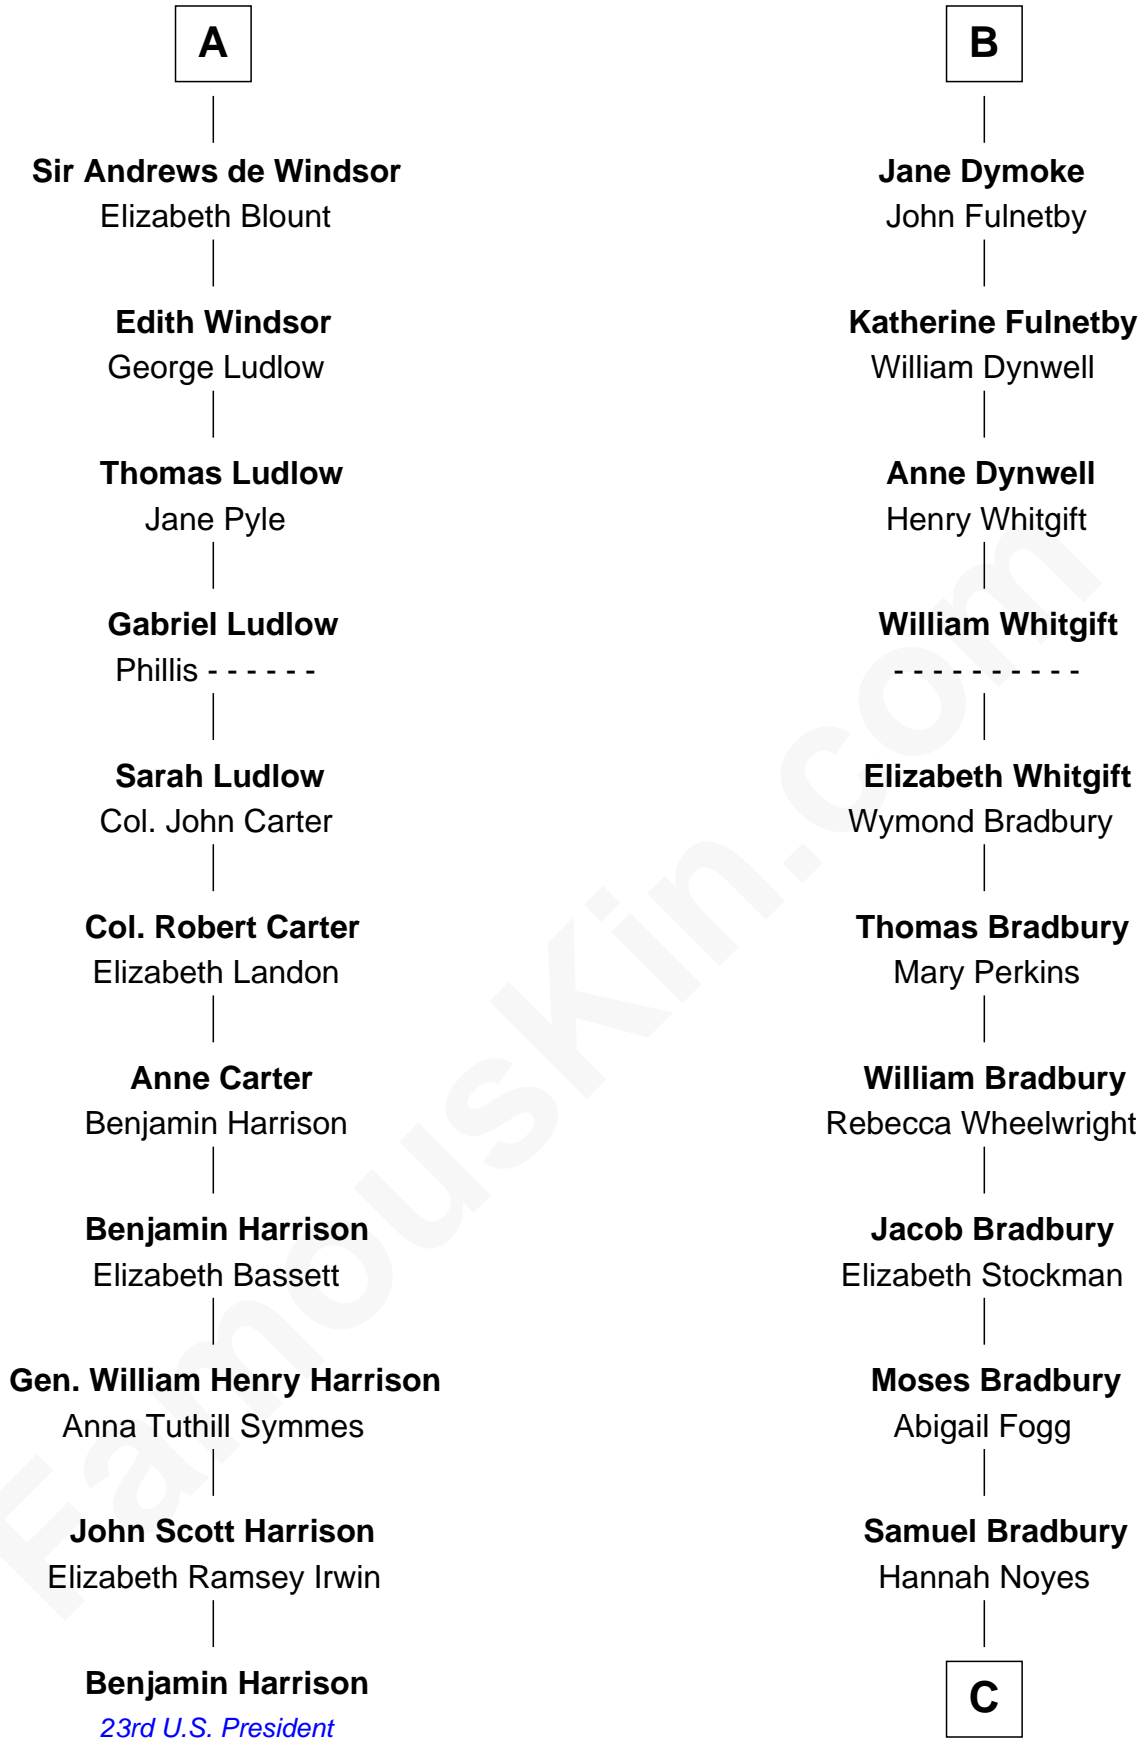 A
Sir Andrews de Windsor
Elizabeth Blount
Edith Windsor
George Ludlow
Thomas Ludlow
Jane Pyle
Gabriel Ludlow
Phillis - - - - - -
Sarah Ludlow
Col. John Carter
Col. Robert Carter
Elizabeth Landon
Anne Carter
Benjamin Harrison
Benjamin Harrison
Elizabeth Bassett
Gen. William Henry Harrison
Anna Tuthill Symmes
John Scott Harrison
Elizabeth Ramsey Irwin
Benjamin Harrison
23rd U.S. President
B
Jane Dymoke
John Fulnetby
Katherine Fulnetby
William Dynwell
Anne Dynwell
Henry Whitgift
William Whitgift
- - - - - - - - - -
Elizabeth Whitgift
Wymond Bradbury
Thomas Bradbury
Mary Perkins
William Bradbury
Rebecca Wheelwright
Jacob Bradbury
Elizabeth Stockman
Moses Bradbury
Abigail Fogg
Samuel Bradbury
Hannah Noyes
C
FamousKin.com